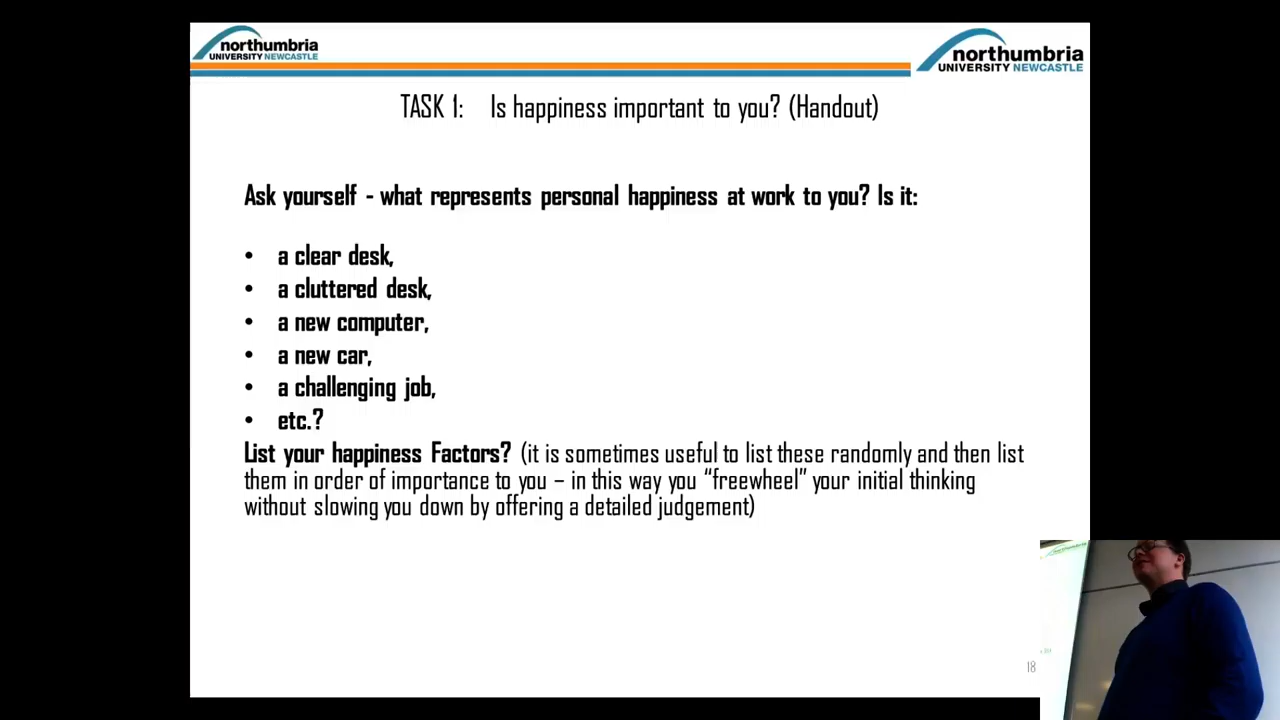 northumbria
UNIVERSITY NEWCASTLE
northumbria
UNIVERSITY NEWCASTLE
TASK 1: Is happiness important to you? (Handout)
Ask yourself - what represents personal happiness at work to you? Is it:
• a clear desk,
• a cluttered desk,
• a new computer,
• a new car,
• a challenging job,
• etc.?
List your happiness Factors? (it is sometimes useful to list these randomly and then list
them in order of importance to you – in this way you “freewheel” your initial thinking
without slowing you down by offering a detailed judgement)
18